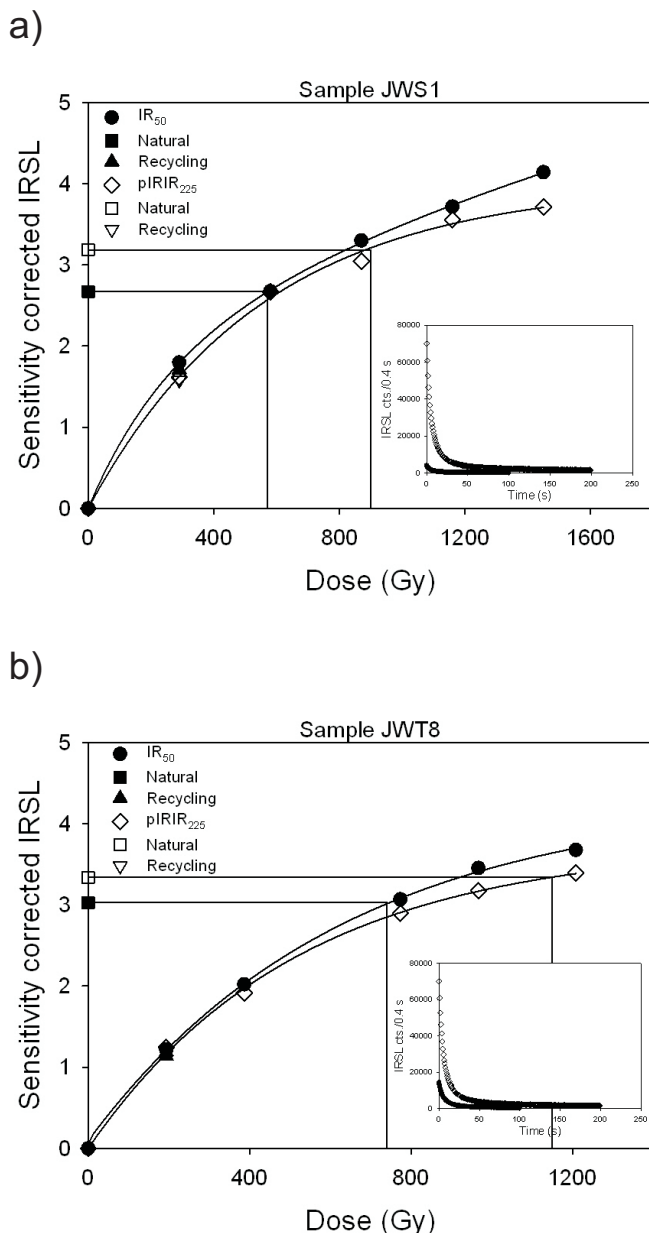 a)
Sample JWS1
5
4
3
2
1
0
Sensitivity corrected IRSL
IR50
Natural
Recycling
pIRIR225
Natural
Recycling
80000
60000
40000
20000
0
IRSL cts./0.4 s
0 50 100 150 200 250
Time (s)
0 400 800 1200 1600
Dose (Gy)
b)
Sample JWT8
5
4
3
2
1
0
Sensitivity corrected IRSL
IR50
Natural
Recycling
pIRIR225
Natural
Recycling
80000
60000
40000
20000
0
IRSL cts./0.4 s
0 50 100 150 200 250
Time (s)
0 400 800 1200
Dose (Gy)